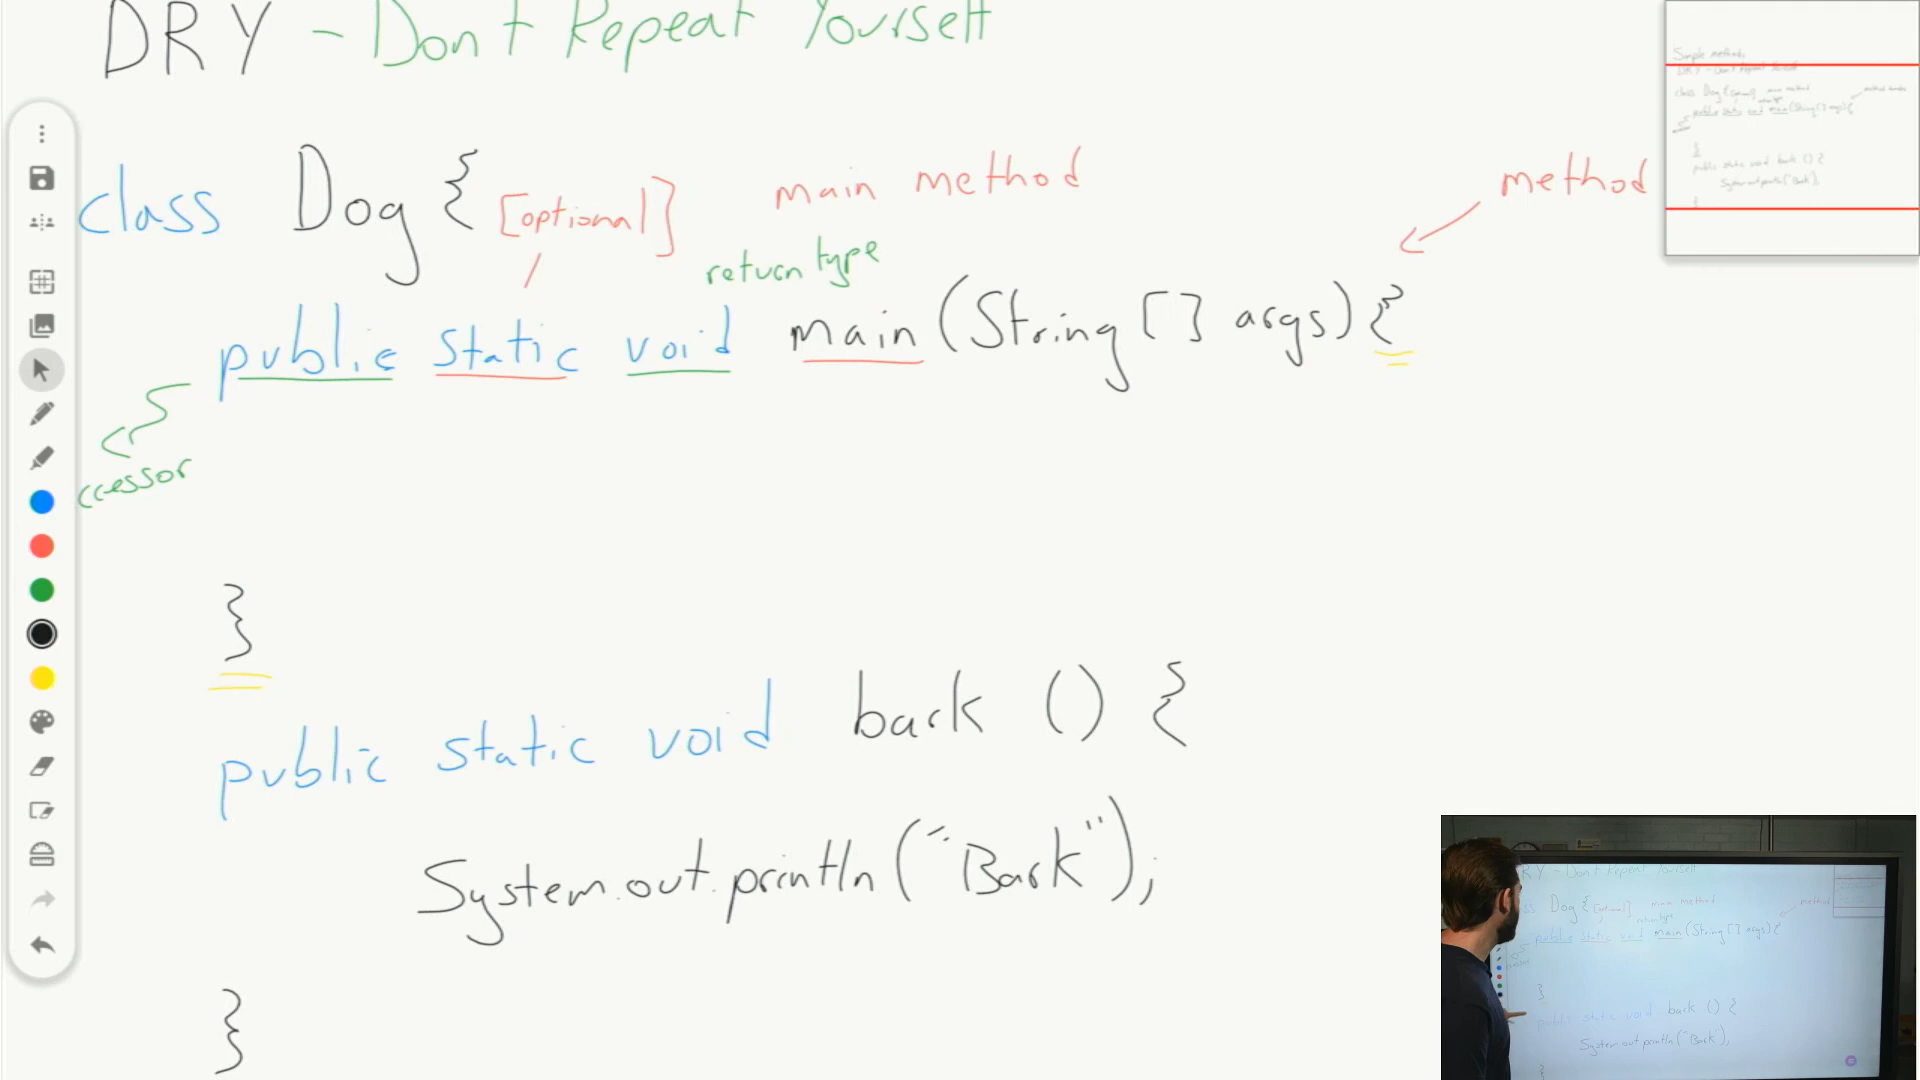 DRY - Don't Repeat Yourself
class Dog { [optional] main method
method
return type
public static void main (String [] args) {
ccessor
}
public static void bark () {
System.out.println ("Bark");
}